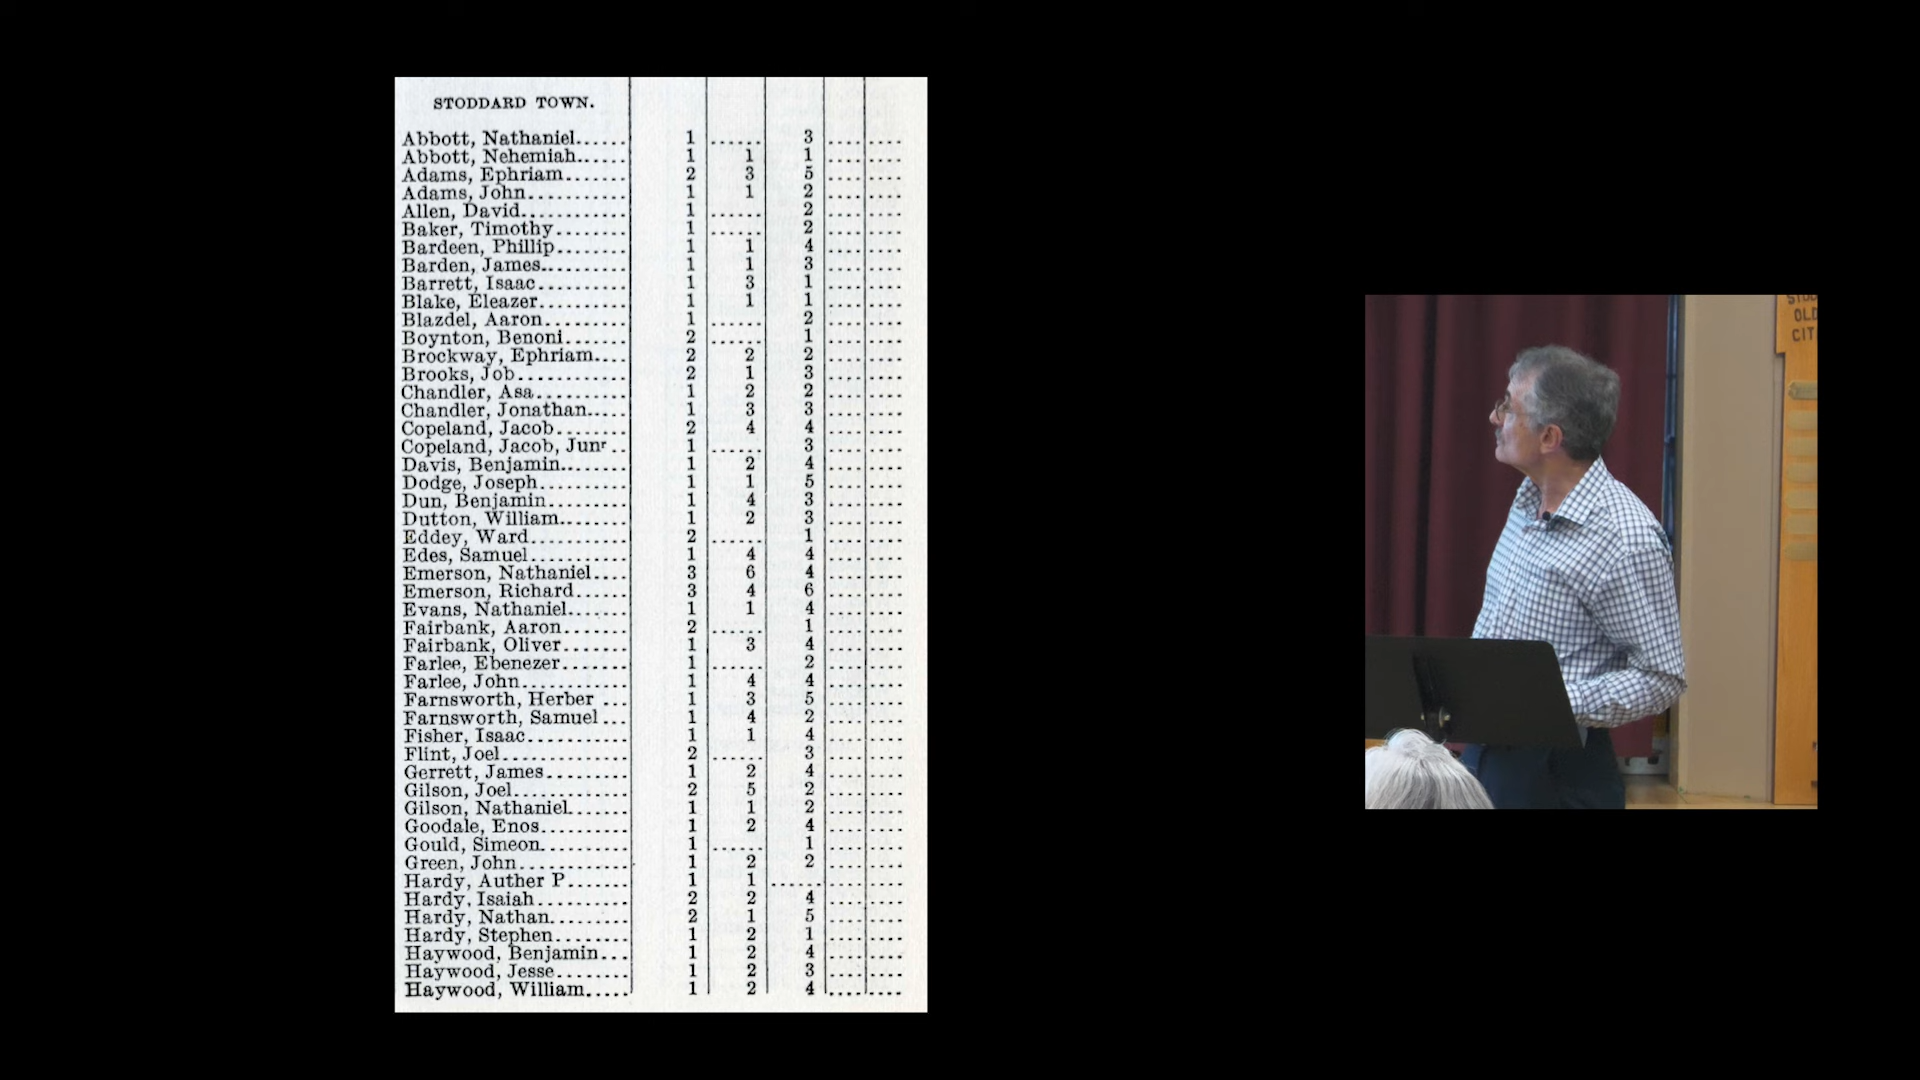 STODDARD TOWN.
Abbott, Nathaniel...... 1 ...... 3 .... ....
Abbott, Nehemiah...... 1 1 1 .... ....
Adams, Ephriam....... 2 3 5 .... ....
Adams, John.......... 1 1 2 .... ....
Allen, David........... 1 ...... 2 .... ....
Baker, Timothy........ 1 ...... 2 .... ....
Bardeen, Phillip........ 1 1 4 .... ....
Barden, James......... 1 1 3 .... ....
Barrett, Isaac.......... 1 3 1 .... ....
Blake, Eleazer......... 1 1 1 .... ....
Blazdel, Aaron......... 1 ...... 2 .... ....
Boynton, Benoni....... 2 ...... 1 .... ....
Brockway, Ephriam.... 2 2 2 .... ....
Brooks, Job............ 2 1 3 .... ....
Chandler, Asa.......... 1 2 2 .... ....
Chandler, Jonathan.... 1 3 3 .... ....
Copeland, Jacob........ 2 4 4 .... ....
Copeland, Jacob, Junr .. 1 ...... 3 .... ....
Davis, Benjamin....... 1 2 4 .... ....
Dodge, Joseph......... 1 1 5 .... ....
Dun, Benjamin........ 1 4 3 .... ....
Dutton, William....... 1 2 3 .... ....
Eddey, Ward.......... 2 ...... 1 .... ....
Edes, Samuel.......... 1 4 4 .... ....
Emerson, Nathaniel.... 3 6 4 .... ....
Emerson, Richard...... 3 4 6 .... ....
Evans, Nathaniel...... 1 1 4 .... ....
Fairbank, Aaron....... 2 ...... 1 .... ....
Fairbank, Oliver....... 1 3 4 .... ....
Farlee, Ebenezer....... 1 ...... 2 .... ....
Farlee, John........... 1 4 4 .... ....
Farnsworth, Herber ... 1 3 5 .... ....
Farnsworth, Samuel ... 1 4 2 .... ....
Fisher, Isaac........... 1 1 4 .... ....
Flint, Joel............. 2 ...... 3 .... ....
Gerrett, James......... 1 2 4 .... ....
Gilson, Joel............ 2 5 2 .... ....
Gilson, Nathaniel...... 1 1 2 .... ....
Goodale, Enos......... 1 2 4 .... ....
Gould, Simeon......... 1 ...... 1 .... ....
Green, John........... 1 2 2 .... ....
Hardy, Auther P....... 1 1 ...... .... ....
Hardy, Isaiah.......... 2 2 4 .... ....
Hardy, Nathan........ 2 1 5 .... ....
Hardy, Stephen........ 1 2 1 .... ....
Haywood, Benjamin... 1 2 4 .... ....
Haywood, Jesse........ 1 2 3 .... ....
Haywood, William..... 1 2 4 .... ....
OLD